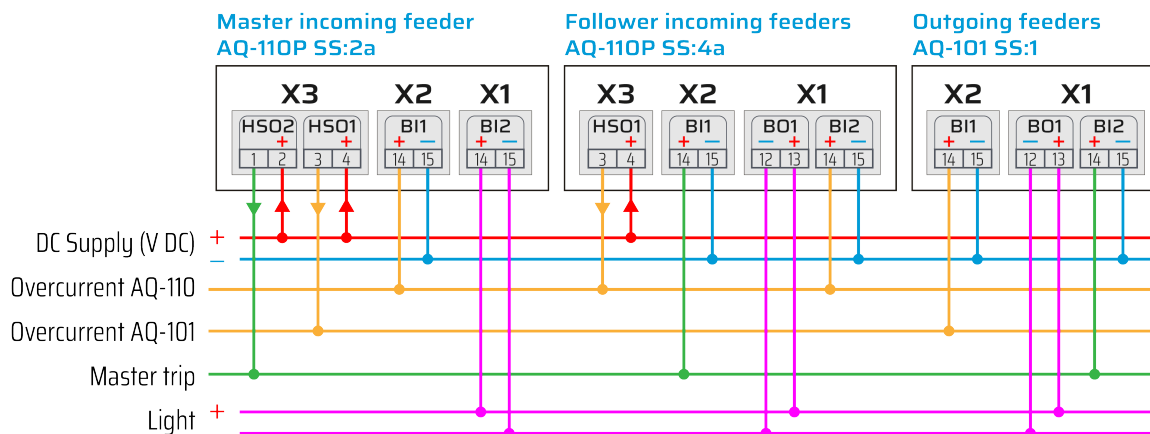 Master incoming feeder
AQ-110P SS:2a
Follower incoming feeders
AQ-110P SS:4a
Outgoing feeders
AQ-101 SS:1
X3 X2 X1
X3 X2 X1
X2 X1
HSO2 HSO1 BI1 BI2
HSO1 BI1 BO1 BI2
BI1 BO1 BI2
+ + + – + –
+ + – – + + –
+ – – + + –
1 2 3 4 14 15 14 15
3 4 14 15 12 13 14 15
14 15 12 13 14 15
DC Supply (V DC) +
–
Overcurrent AQ-110
Overcurrent AQ-101
Master trip
Light +